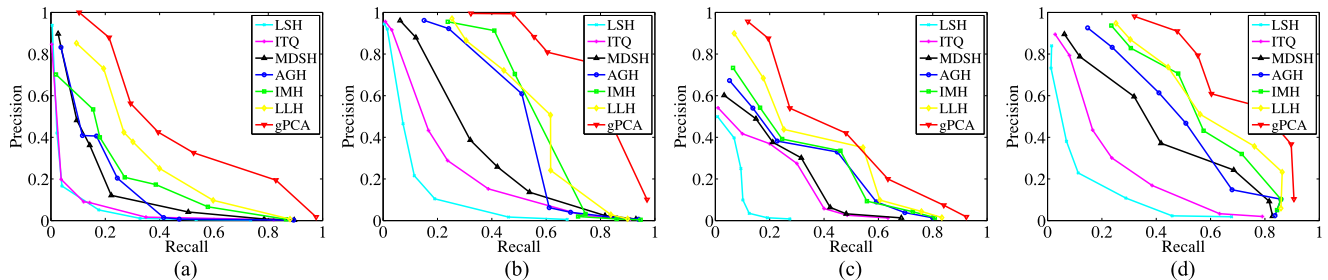 Precision
1
0.8
0.6
0.4
0.2
0
0 0.2 0.4 0.6 0.8 1
Recall
LSH
ITQ
MDSH
AGH
IMH
LLH
gPCA
(a)
Precision
1
0.8
0.6
0.4
0.2
0
0 0.2 0.4 0.6 0.8 1
Recall
LSH
ITQ
MDSH
AGH
IMH
LLH
gPCA
(b)
Precision
1
0.8
0.6
0.4
0.2
0
0 0.2 0.4 0.6 0.8 1
Recall
LSH
ITQ
MDSH
AGH
IMH
LLH
gPCA
(c)
Precision
1
0.8
0.6
0.4
0.2
0
0 0.2 0.4 0.6 0.8 1
Recall
LSH
ITQ
MDSH
AGH
IMH
LLH
gPCA
(d)